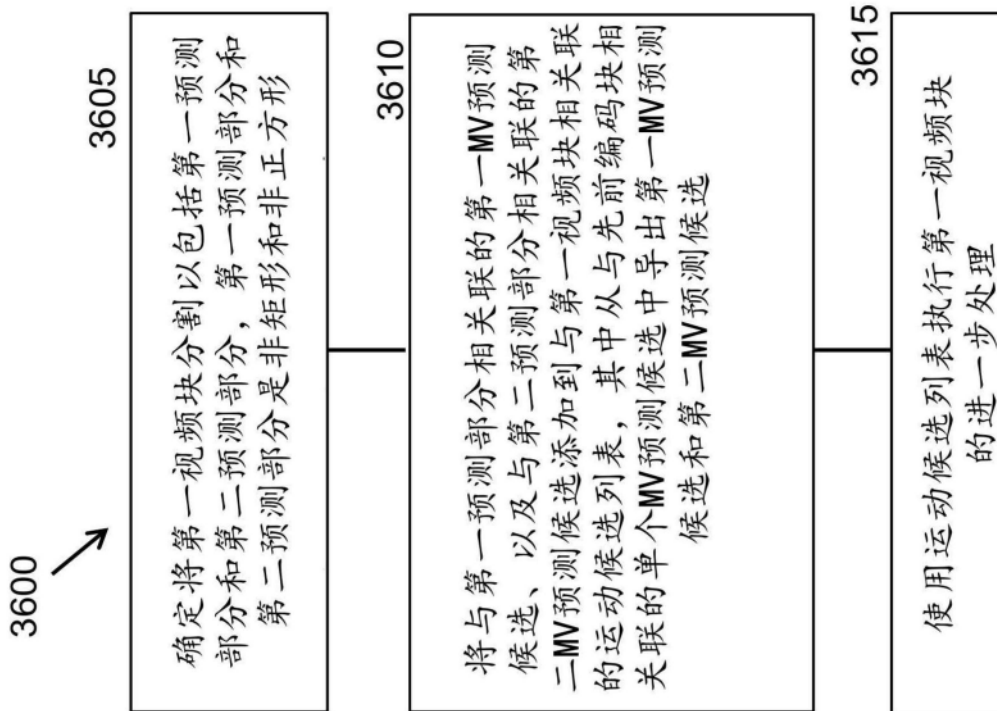 3600
3605
确定将第一视频块分割以包括第一预测
部分和第二预测部分，第一预测部分和
第二预测部分是非矩形和非正方形
3610
将与第一预测部分相关联的第一MV预测
候选、以及与第二预测部分相关联的第
二MV预测候选添加到与第一视频块相关联
的运动候选列表，其中从与先前编码块相
关联的单个MV预测候选中导出第一MV预测
候选和第二MV预测候选
3615
使用运动候选列表执行第一视频块
的进一步处理